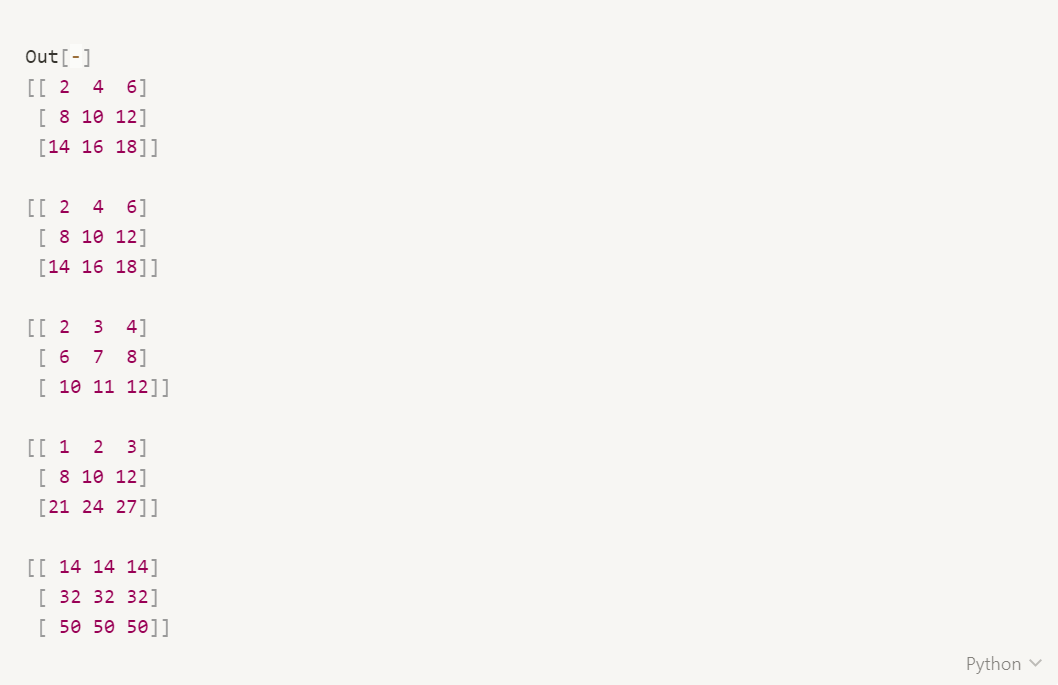 Out[-]
[[ 2  4  6]
 [ 8 10 12]
 [14 16 18]]

[[ 2  4  6]
 [ 8 10 12]
 [14 16 18]]

[[ 2  3  4]
 [ 6  7  8]
 [ 10 11 12]]

[[ 1  2  3]
 [ 8 10 12]
 [21 24 27]]

[[ 14 14 14]
 [ 32 32 32]
 [ 50 50 50]]
Python